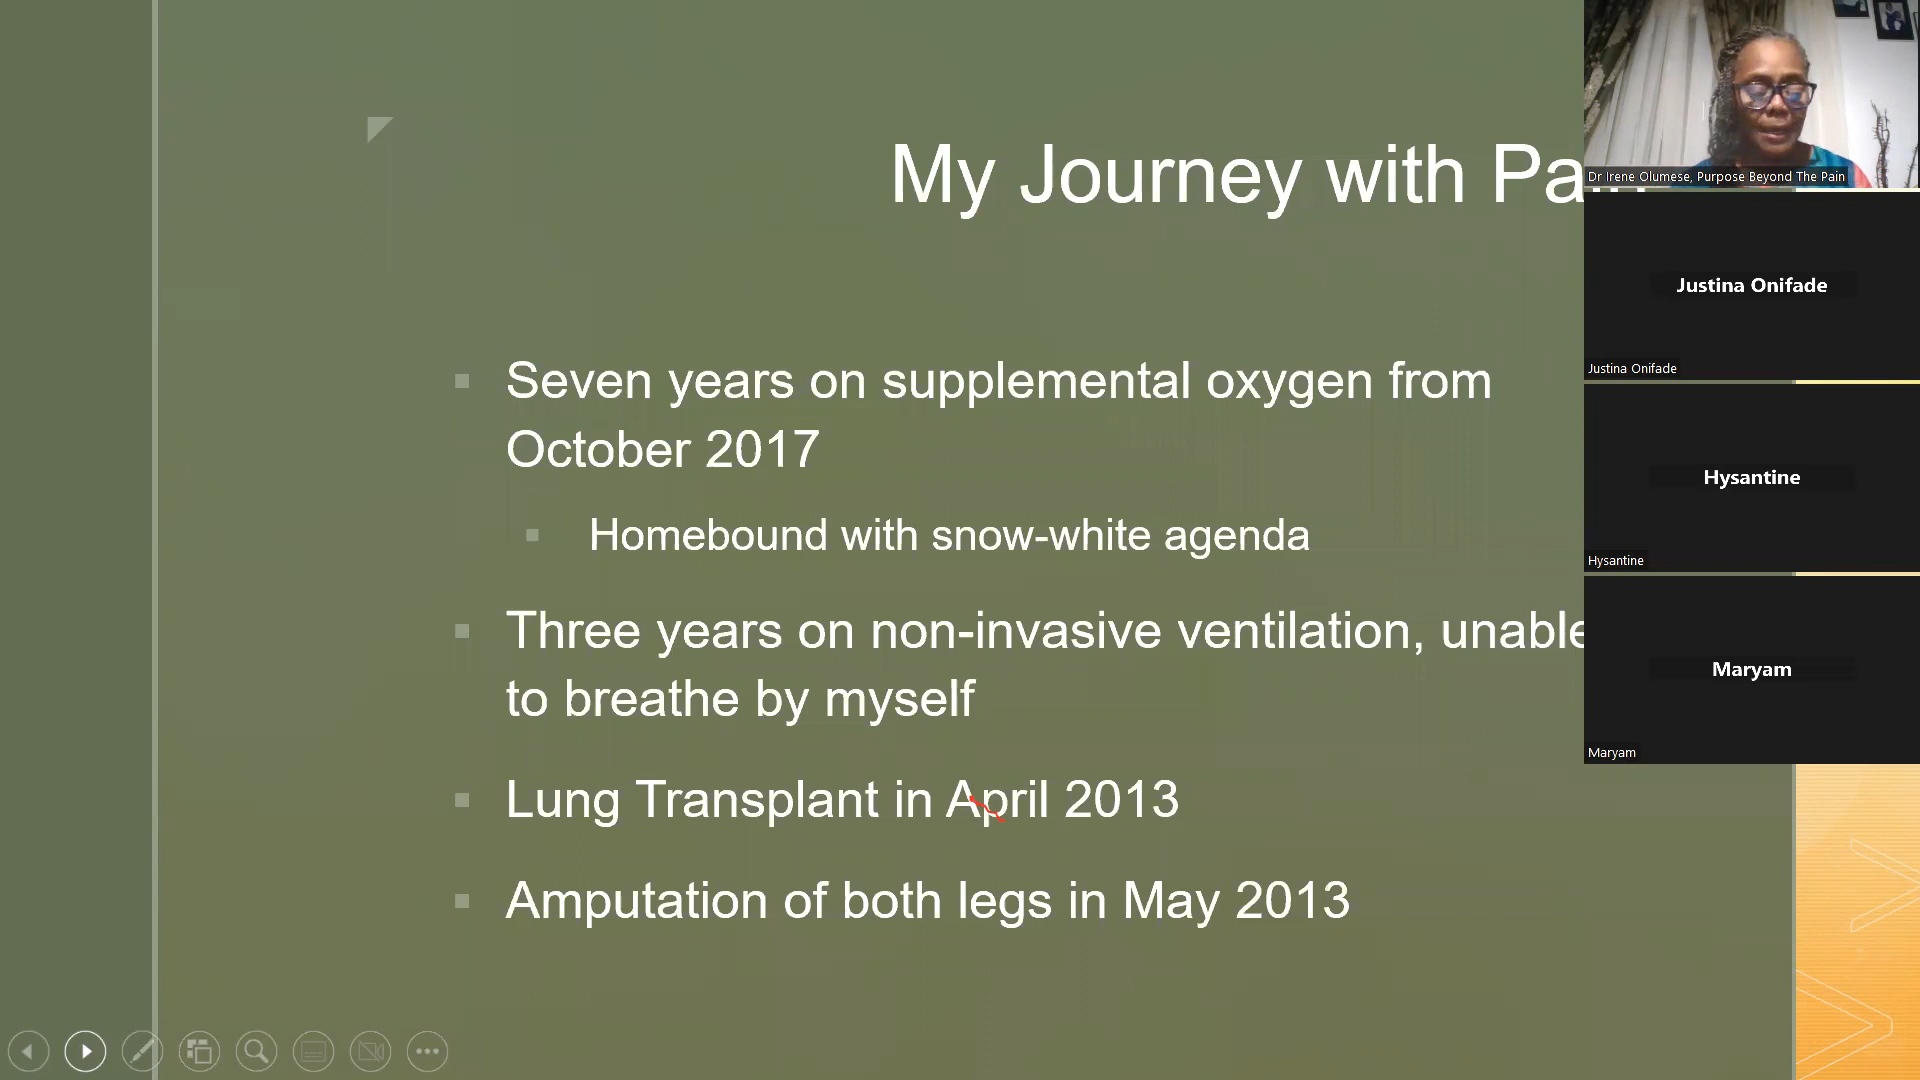 My Journey with Pain
Seven years on supplemental oxygen from
October 2017
Homebound with snow-white agenda
Three years on non-invasive ventilation, unable
to breathe by myself
Lung Transplant in April 2013
Amputation of both legs in May 2013
Dr Irene Olumese, Purpose Beyond The Pain
Justina Onifade
Justina Onifade
Hysantine
Hysantine
Maryam
Maryam